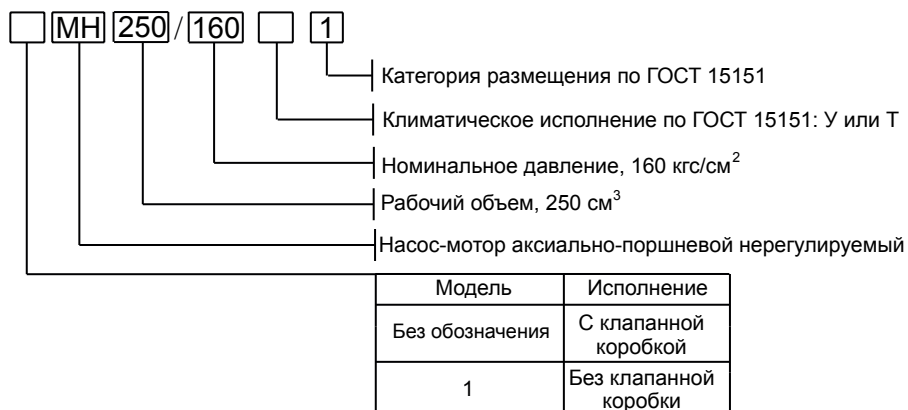 МН 250 / 160 1
Категория размещения по ГОСТ 15151
Климатическое исполнение по ГОСТ 15151: У или Т
Номинальное давление, 160 кгс/см²
Рабочий объем, 250 см³
Насос-мотор аксиально-поршневой нерегулируемый
Модель Исполнение
Без обозначения С клапанной
коробкой
1 Без клапанной
коробки